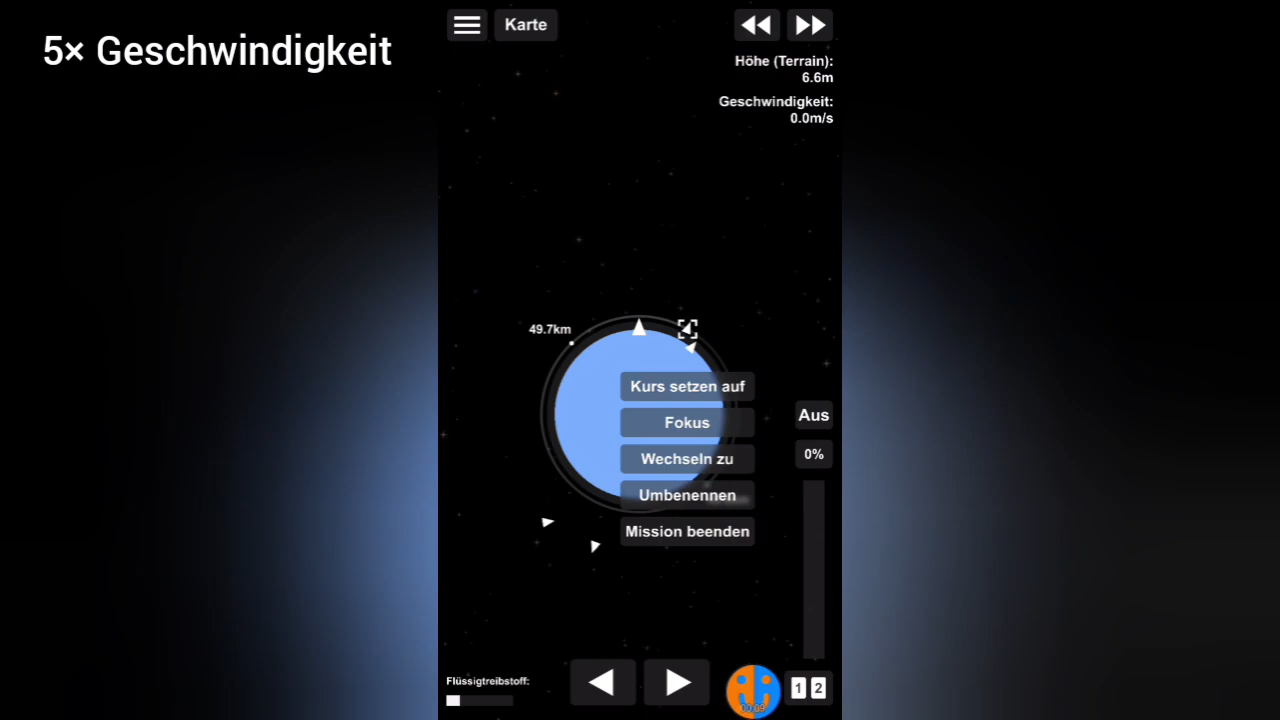 5× Geschwindigkeit
Karte
Höhe (Terrain):
6.6m
Geschwindigkeit:
0.0m/s
49.7km
Kurs setzen auf
Fokus
Wechseln zu
Umbenennen
Mission beenden
Aus
0%
Flüssigtreibstoff:
1 2